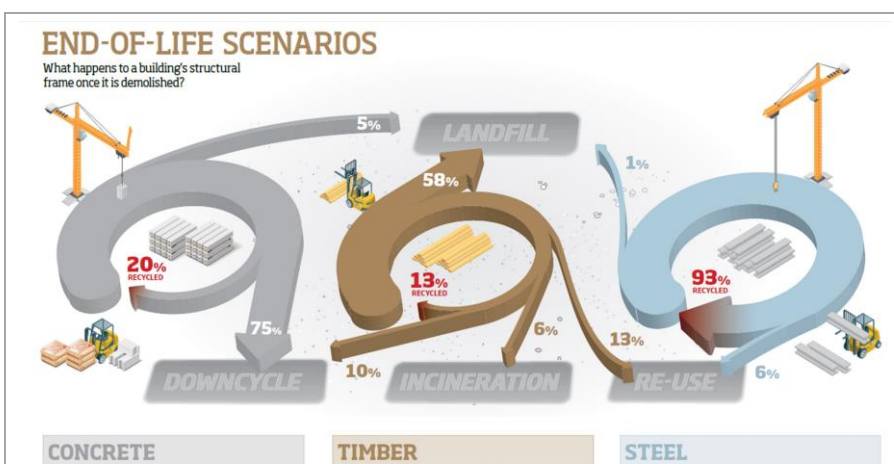 END-OF-LIFE SCENARIOS
What happens to a building's structural
frame once it is demolished?
5%
LANDFILL
58%
1%
20%
RECYCLED
13%
RECYCLED
93%
RECYCLED
75%
10%
6%
13%
6%
DOWNCYCLE
INCINERATION
RE-USE
CONCRETE
TIMBER
STEEL